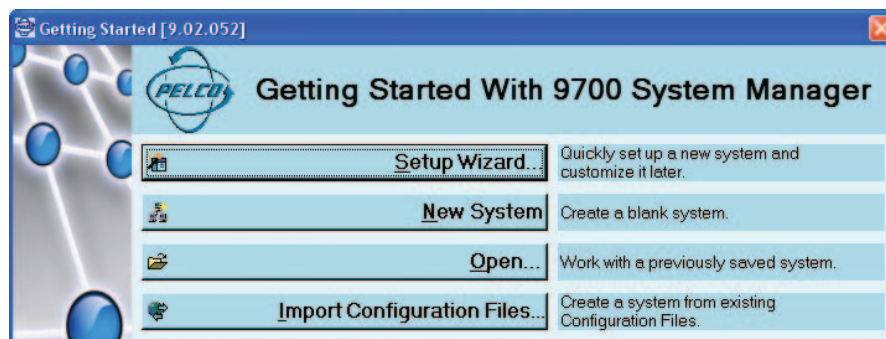 Getting Started [9.02.052]
PELCO
Getting Started With 9700 System Manager
Setup Wizard...
Quickly set up a new system and
customize it later.
New System
Create a blank system.
Open...
Work with a previously saved system.
Import Configuration Files...
Create a system from existing
Configuration Files.